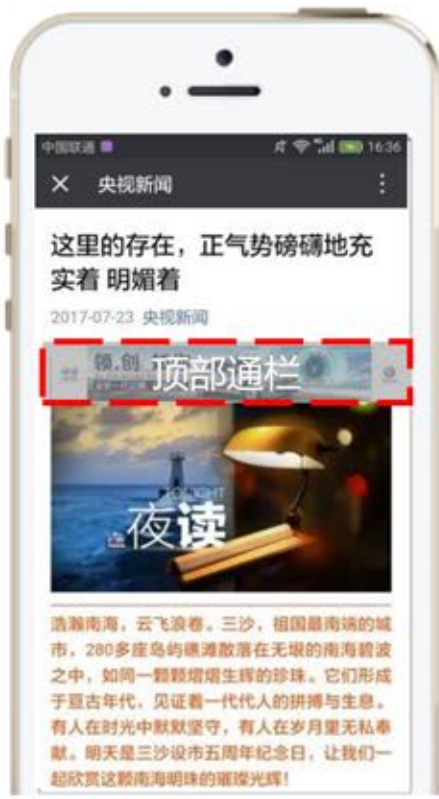 中国联通 16:36
央视新闻
这里的存在，正气势磅礴地充
实着 明媚着
2017-07-23 央视新闻
领.创
顶部通栏
夜读
浩瀚南海，云飞浪卷。三沙，祖国最南端的城
市，280多座岛屿礁滩散落在无垠的南海碧波
之中，如同一颗颗熠熠生辉的珍珠。它们形成
于亘古年代，见证着一代代人的拼搏与生息。
有人在时光中默默坚守，有人在岁月里无私奉
献。明天是三沙设市五周年纪念日，让我们一
起欣赏这颗南海明珠的璀璨光辉！